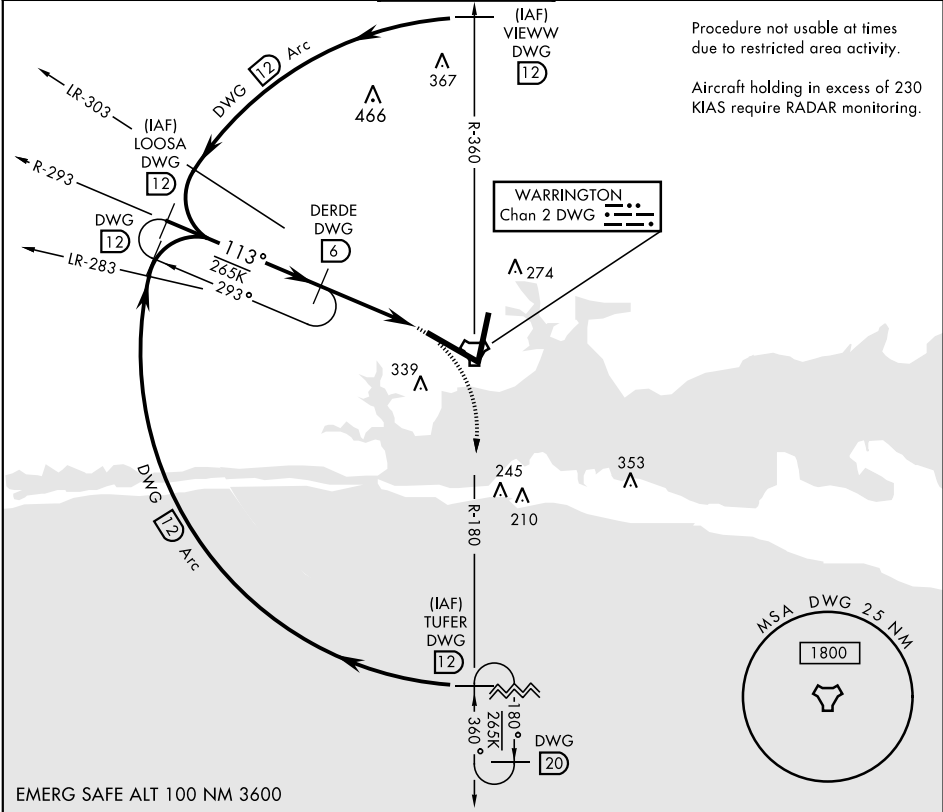 Procedure not usable at times
due to restricted area activity.
Aircraft holding in excess of 230
KIAS require RADAR monitoring.
(IAF)
VIEWW
DWG
12
DWG 12 Arc
367
466
LR-303
R-360
(IAF)
LOOSA
DWG
12
R-293
WARRINGTON
Chan 2 DWG
DERDE
DWG
6
DWG
12
LR-283
113°
265K
293°
274
339
245
353
210
R-180
DWG 12 Arc
(IAF)
TUFER
DWG
12
MSA DWG 25 NM
1800
360°
265K
180°
DWG
20
EMERG SAFE ALT 100 NM 3600